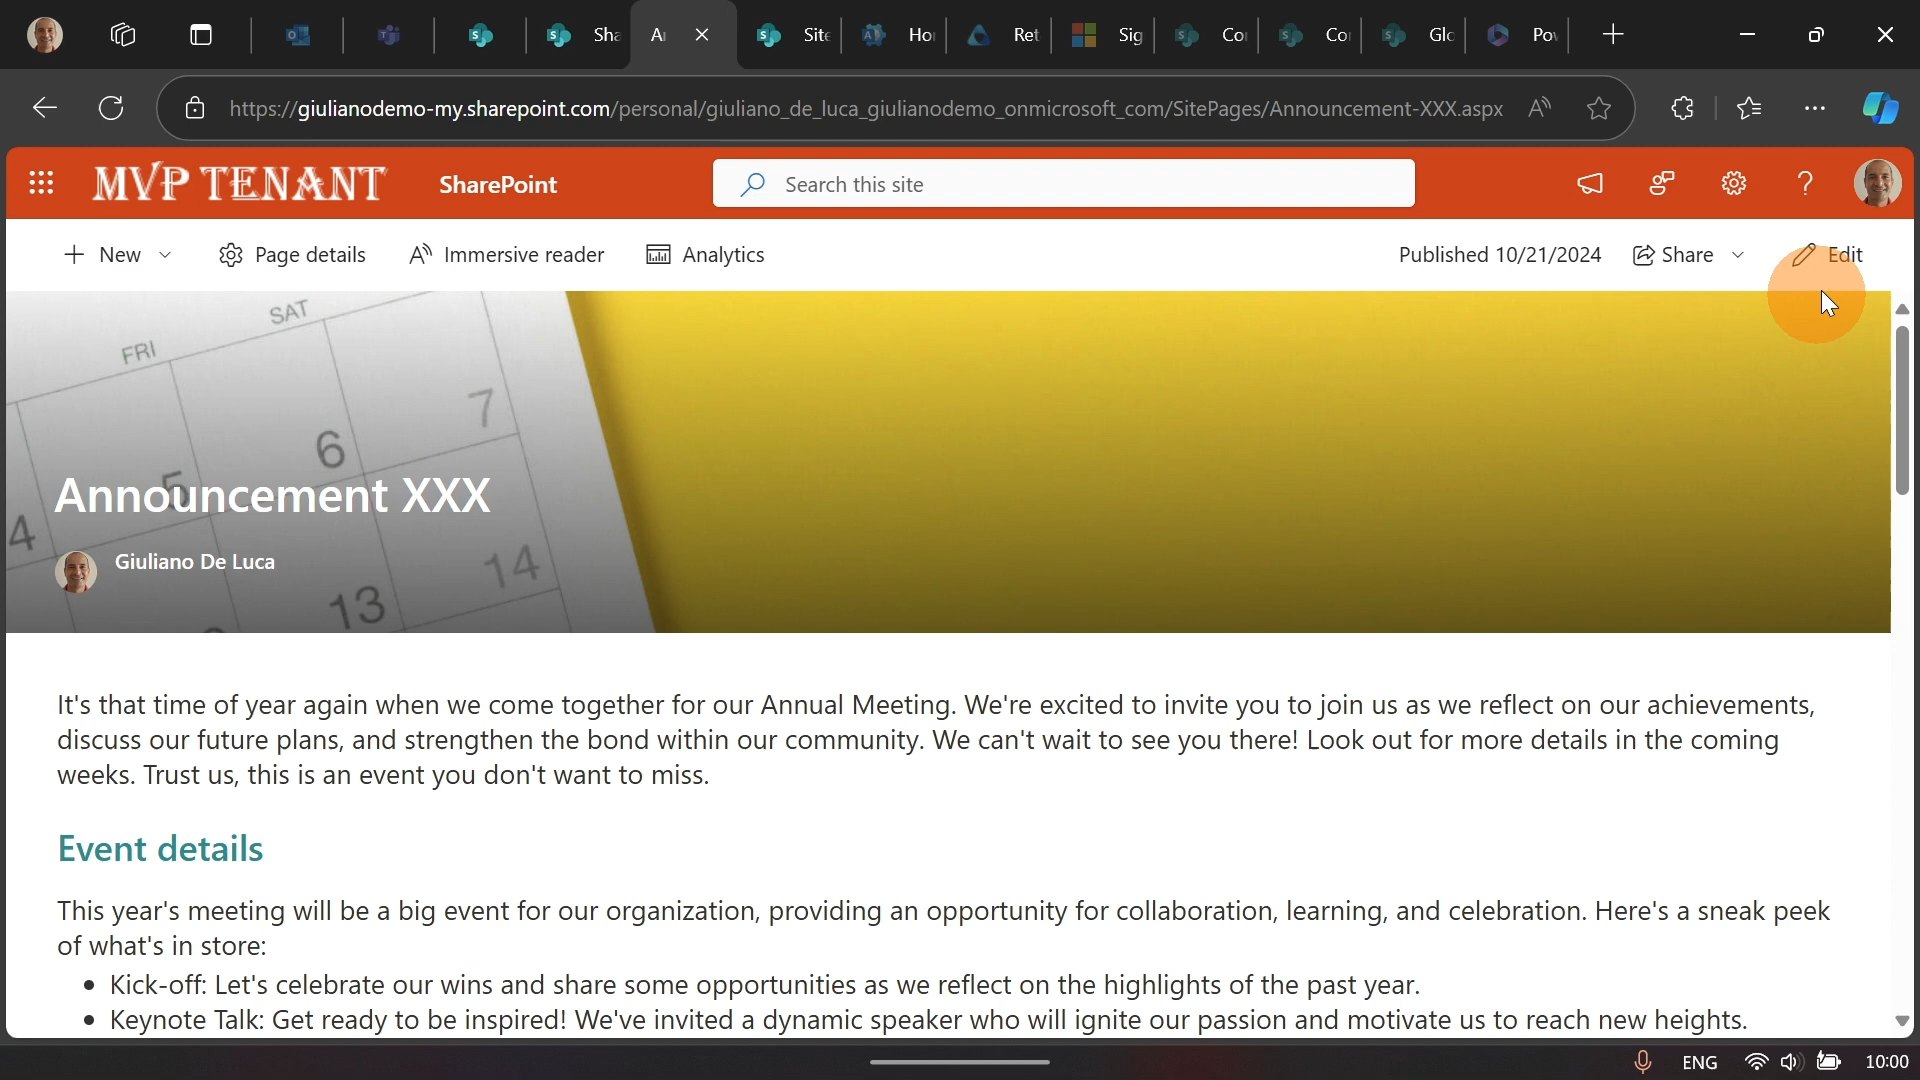 Sha
A
Site
Ho
Ret
Sig
Co
Co
Glo
Pov
https://giulianodemo-my.sharepoint.com/personal/giuliano_de_luca_giulianodemo_onmicrosoft_com/SitePages/Announcement-XXX.aspx
MVP TENANT
SharePoint
Search this site
New
Page details
Immersive reader
Analytics
Published 10/21/2024
Share
Edit
FRI
SAT
4
5
6
7
13
14
Announcement XXX
Giuliano De Luca
It's that time of year again when we come together for our Annual Meeting. We're excited to invite you to join us as we reflect on our achievements,
discuss our future plans, and strengthen the bond within our community. We can't wait to see you there! Look out for more details in the coming
weeks. Trust us, this is an event you don't want to miss.
Event details
This year's meeting will be a big event for our organization, providing an opportunity for collaboration, learning, and celebration. Here's a sneak peek
of what's in store:
• Kick-off: Let's celebrate our wins and share some opportunities as we reflect on the highlights of the past year.
• Keynote Talk: Get ready to be inspired! We've invited a dynamic speaker who will ignite our passion and motivate us to reach new heights.
ENG
10:00